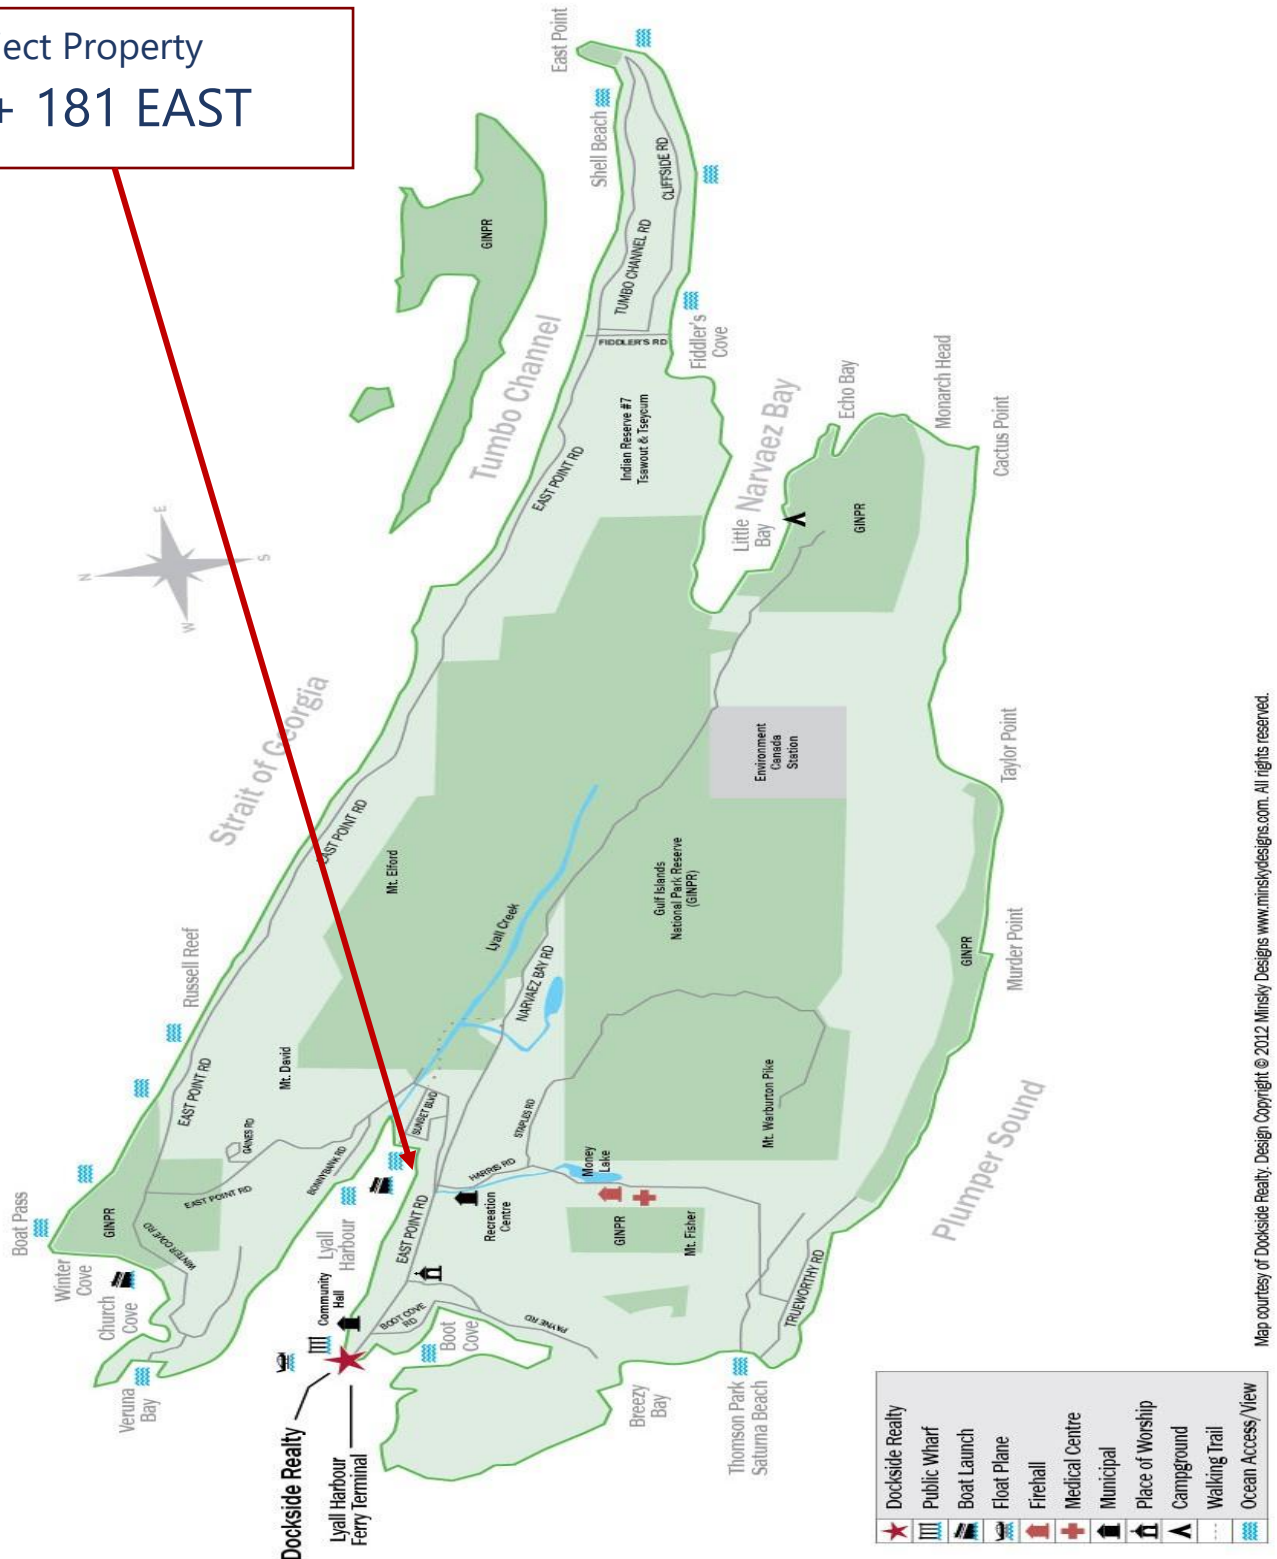 ect Property
+ 181 EAST
East Point
Shell Beach
CLIFFSIDE RD
TUMBO CHANNEL RD
GINPR
FIDDLER'S RD
Fiddler's
Cove
Tumbo Channel
Indian Reserve #7
Tsawout & Tseycum
EAST POINT RD
Narvaez Bay
Little
Bay
Echo Bay
Monarch Head
Cactus Point
GINPR
N
E
S
W
Strait of Georgia
EAST POINT RD
Mt. Elford
Environment
Canada
Station
Taylor Point
Gulf Islands
National Park Reserve
(GINPR)
Lyall Creek
NARVAEZ BAY RD
GINPR
Murder Point
Russell Reef
EAST POINT RD
Mt. David
GAINES RD
SUNSET BLVD
STAPLES RD
Mt. Warburton Pike
Plumper Sound
Boat Pass
GINPR
EAST POINT RD
BONNYBANK RD
HARRIS RD
Money
Lake
WINTER COVE RD
Winter
Cove
Church
Cove
Lyall
Harbour
EAST POINT RD
Recreation
Centre
GINPR
Mt. Fisher
Community
Hall
BOOT COVE
RD
Boot
Cove
PAYNE RD
TRUEWORTHY RD
Veruna
Bay
Breezy
Bay
Thomson Park
Saturna Beach
Dockside Realty
Lyall Harbour
Ferry Terminal
Dockside Realty
Public Wharf
Boat Launch
Float Plane
Firehall
Medical Centre
Municipal
Place of Worship
Campground
Walking Trail
Ocean Access/View
Map courtesy of Dockside Realty. Design Copyright © 2012 Minsky Designs www.minskydesigns.com. All rights reserved.